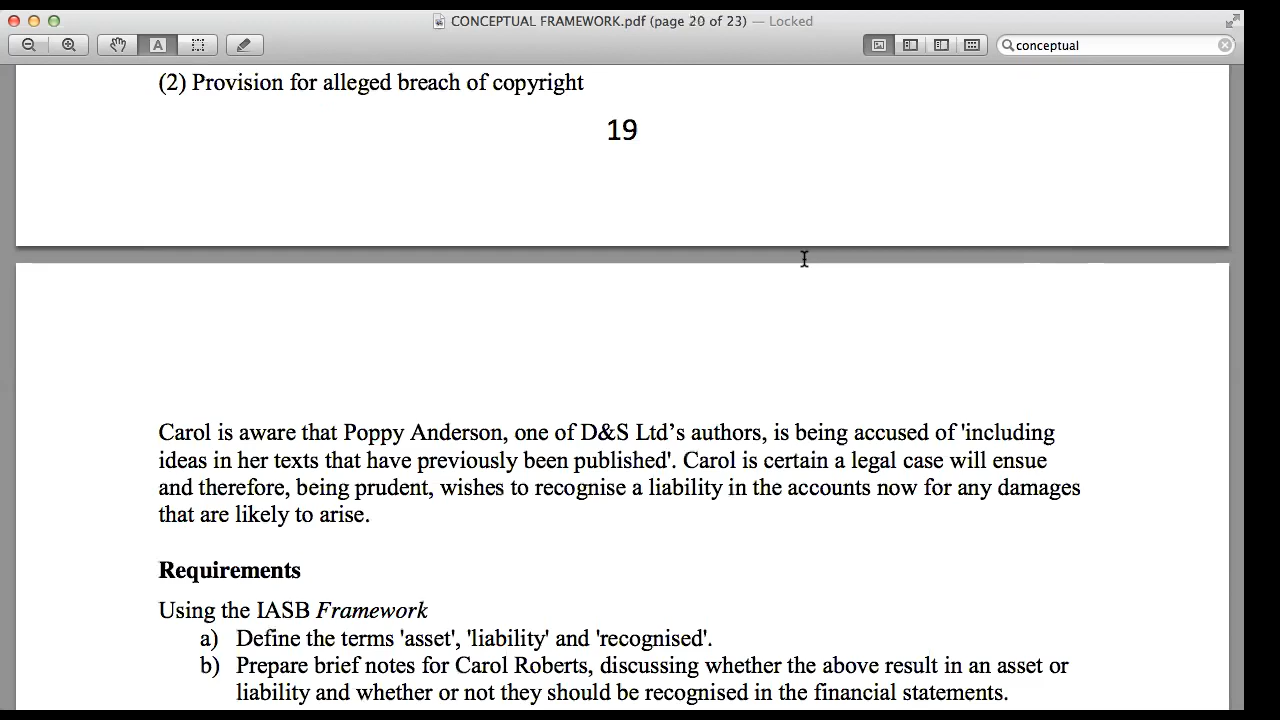 CONCEPTUAL FRAMEWORK.pdf (page 20 of 23) — Locked
A
conceptual
(2) Provision for alleged breach of copyright
19
Carol is aware that Poppy Anderson, one of D&S Ltd’s authors, is being accused of 'including
ideas in her texts that have previously been published'. Carol is certain a legal case will ensue
and therefore, being prudent, wishes to recognise a liability in the accounts now for any damages
that are likely to arise.
Requirements
Using the IASB Framework
a) Define the terms 'asset', 'liability' and 'recognised'.
b) Prepare brief notes for Carol Roberts, discussing whether the above result in an asset or
liability and whether or not they should be recognised in the financial statements.